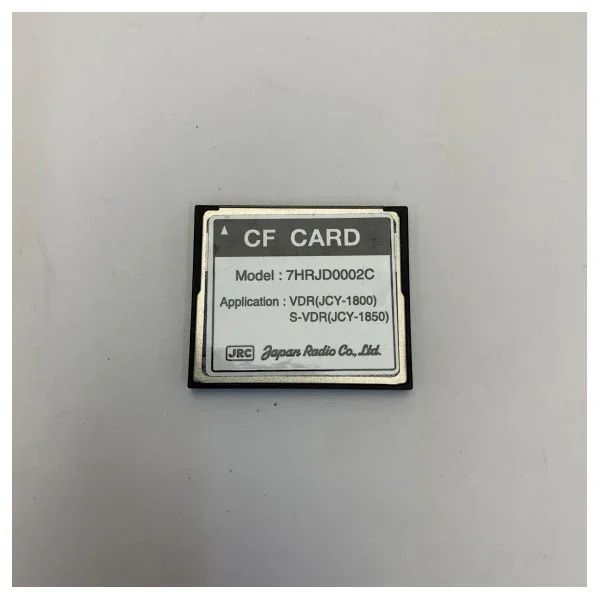 CF CARD
Model : 7HRJD0002C
Application : VDR(JCY-1800)
S-VDR(JCY-1850)
JRC Japan Radio Co., Ltd.